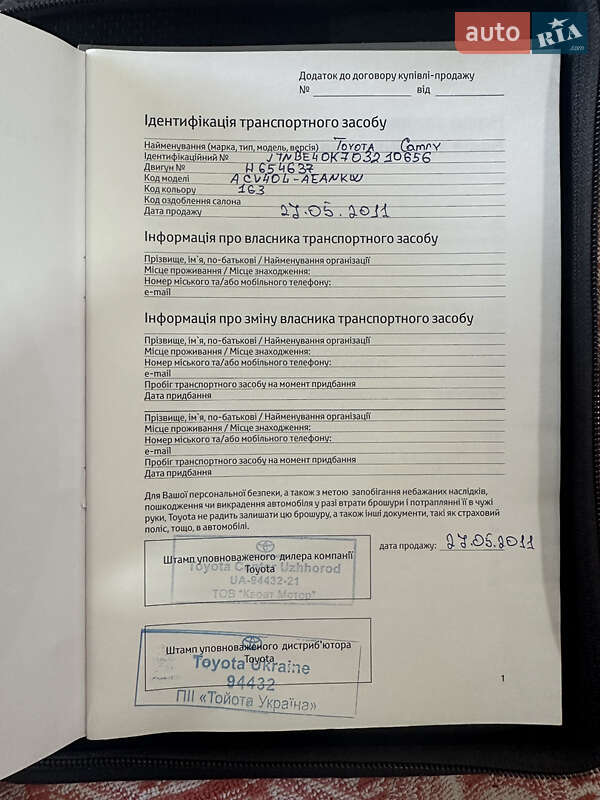 auto RIA.com
Додаток до договору купівлі-продажу
№ ____________ від ____________
Ідентифікація транспортного засобу
Найменування (марка, тип, модель, версія) Toyota Camry
Ідентифікаційний № JTNBE40K703210656
Двигун № H654637
Код моделі ACV40L-AEANKW
Код кольору 1G3
Код оздоблення салона
Дата продажу 27.05.2011
Інформація про власника транспортного засобу
Прізвище, ім`я, по-батькові / Найменування організації
Місце проживання / Місце знаходження:
Номер міського та/або мобільного телефону:
e-mail
Інформація про зміну власника транспортного засобу
Прізвище, ім`я, по-батькові / Найменування організації
Місце проживання / Місце знаходження:
Номер міського та/або мобільного телефону:
e-mail
Пробіг транспортного засобу на момент придбання
Дата придбання
Прізвище, ім`я, по-батькові / Найменування організації
Місце проживання / Місце знаходження:
Номер міського та/або мобільного телефону:
e-mail
Пробіг транспортного засобу на момент придбання
Дата придбання
Для Вашої персональної безпеки, а також з метою запобігання небажаних наслідків,
пошкодження чи викрадення автомобіля у разі втрати брошури і потраплянні її в чужі
руки, Toyota не радить залишати цю брошуру, а також інші документи, такі як страховий
поліс, тощо, в автомобілі.
дата продажу: 27.05.2011
Штамп уповноваженого дилера компанії
Toyota
Toyota Center Uzhhorod
UA-94432-21
ТОВ "Карат Мотор"
Штамп уповноваженого дистриб'ютора
Toyota
Toyota Ukraine
94432
ПІІ «Тойота Україна»
1